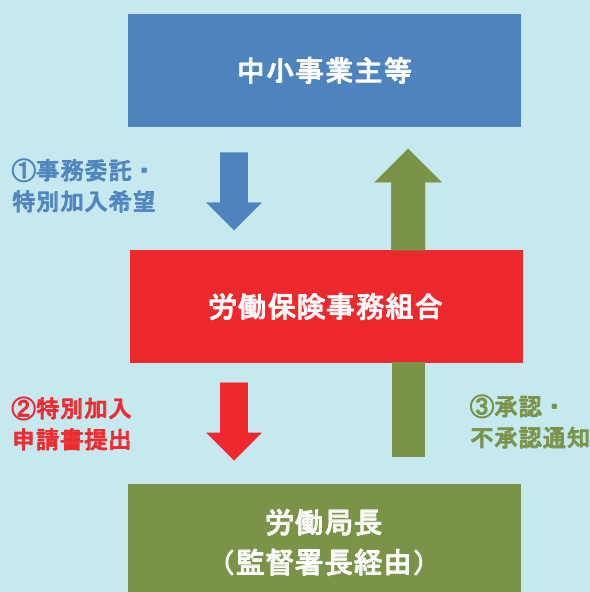 中小事業主等
①事務委託・
特別加入希望
労働保険事務組合
②特別加入
申請書提出
③承認・
不承認通知
労働局長
（監督署長経由）